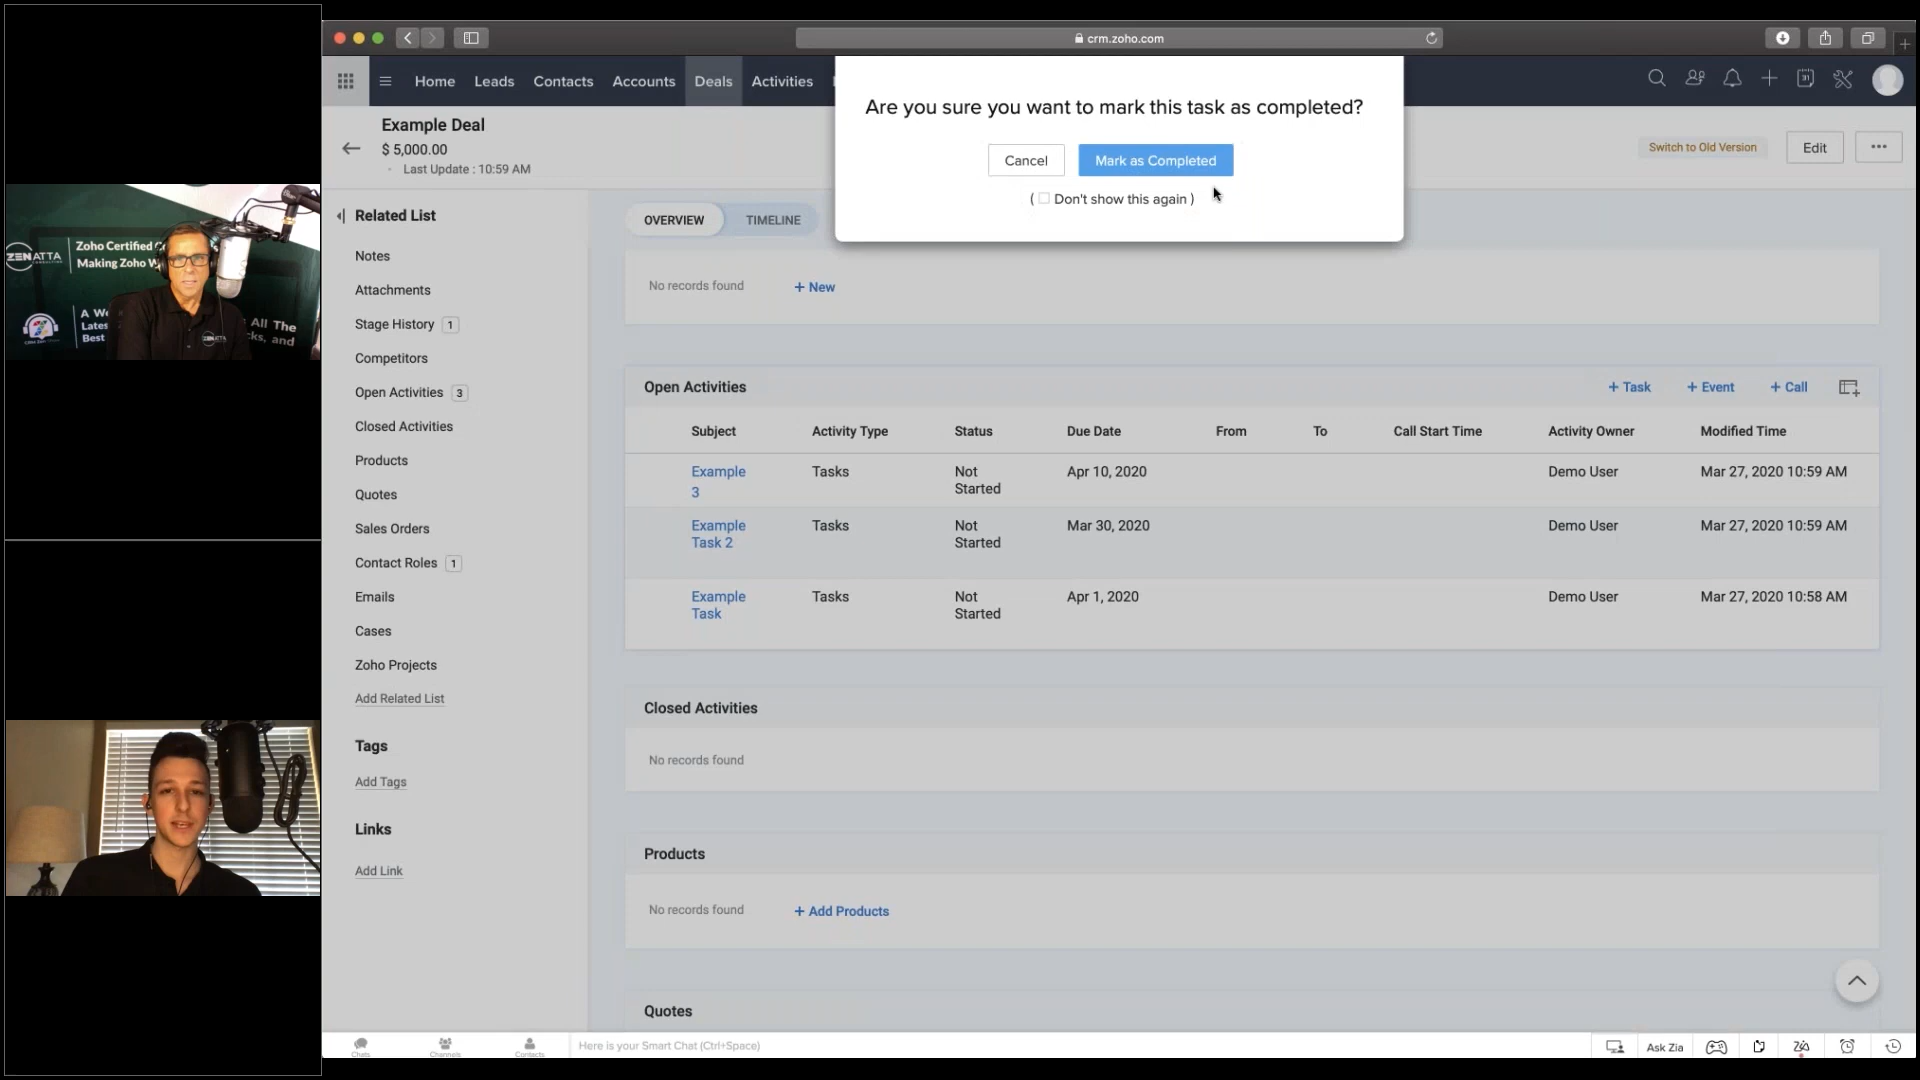 crm.zoho.com
Home Leads Contacts Accounts Deals Activities
Are you sure you want to mark this task as completed?
Cancel Mark as Completed
( Don't show this again )
Example Deal
$ 5,000.00
Last Update : 10:59 AM
Switch to Old Version Edit
Related List
Notes
Attachments
Stage History 1
Competitors
Open Activities 3
Closed Activities
Products
Quotes
Sales Orders
Contact Roles 1
Emails
Cases
Zoho Projects
Add Related List
Tags
Add Tags
Links
Add Link
OVERVIEW TIMELINE
No records found + New
Open Activities + Task + Event + Call
Subject Activity Type Status Due Date From To Call Start Time Activity Owner Modified Time
Example 3 Tasks Not Started Apr 10, 2020 Demo User Mar 27, 2020 10:59 AM
Example Task 2 Tasks Not Started Mar 30, 2020 Demo User Mar 27, 2020 10:59 AM
Example Task Tasks Not Started Apr 1, 2020 Demo User Mar 27, 2020 10:58 AM
Closed Activities
No records found
Products
No records found + Add Products
Quotes
Chats Channels Contacts Here is your Smart Chat (Ctrl+Space) Ask Zia
ZENATTA
Zoho Certified
Making Zoho
Latest
Best
All The
and
ZENATTA